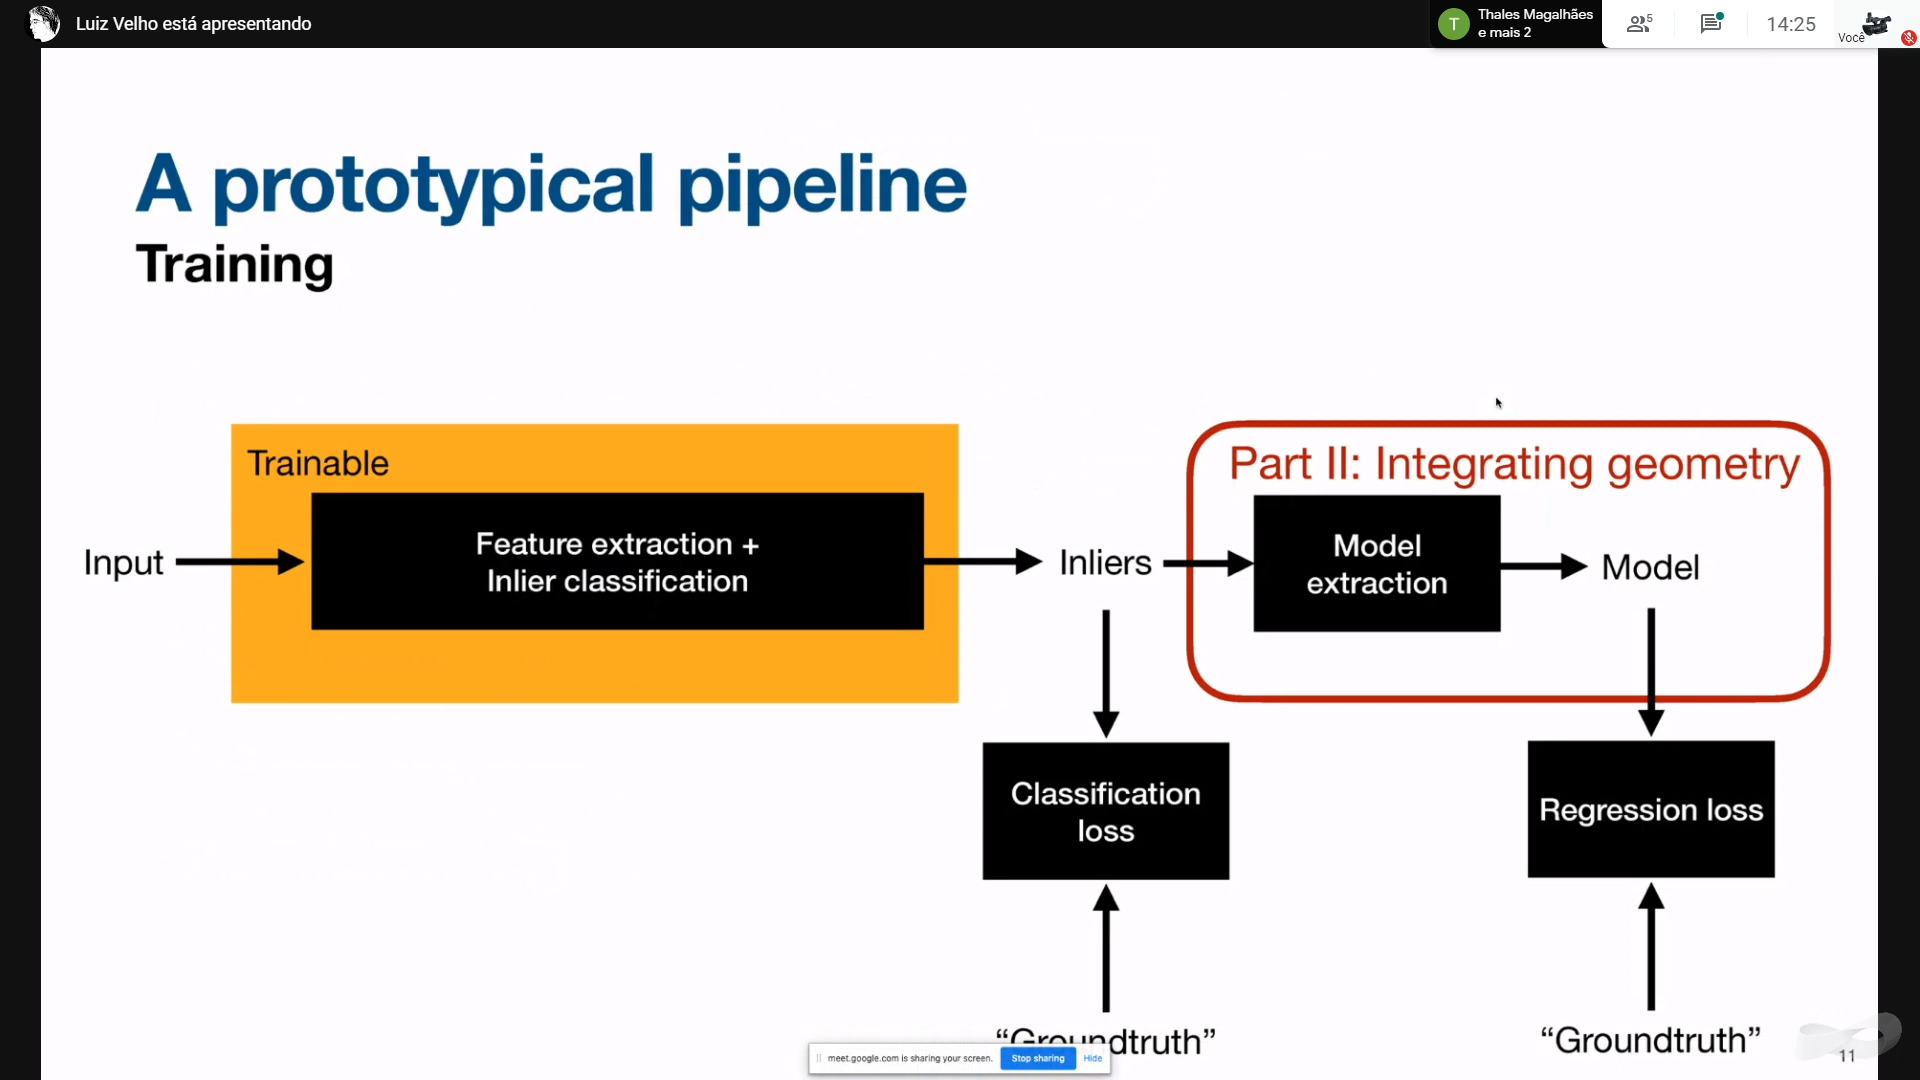 Luiz Velho está apresentando
T
Thales Magalhães
e mais 2
5
14:25
Você
A prototypical pipeline
Training
Trainable
Part II: Integrating geometry
Input
Feature extraction +
Inlier classification
Inliers
Model
extraction
Model
Classification
loss
Regression loss
“Groundtruth”
“Groundtruth”
meet.google.com is sharing your screen.
Stop sharing
Hide
11